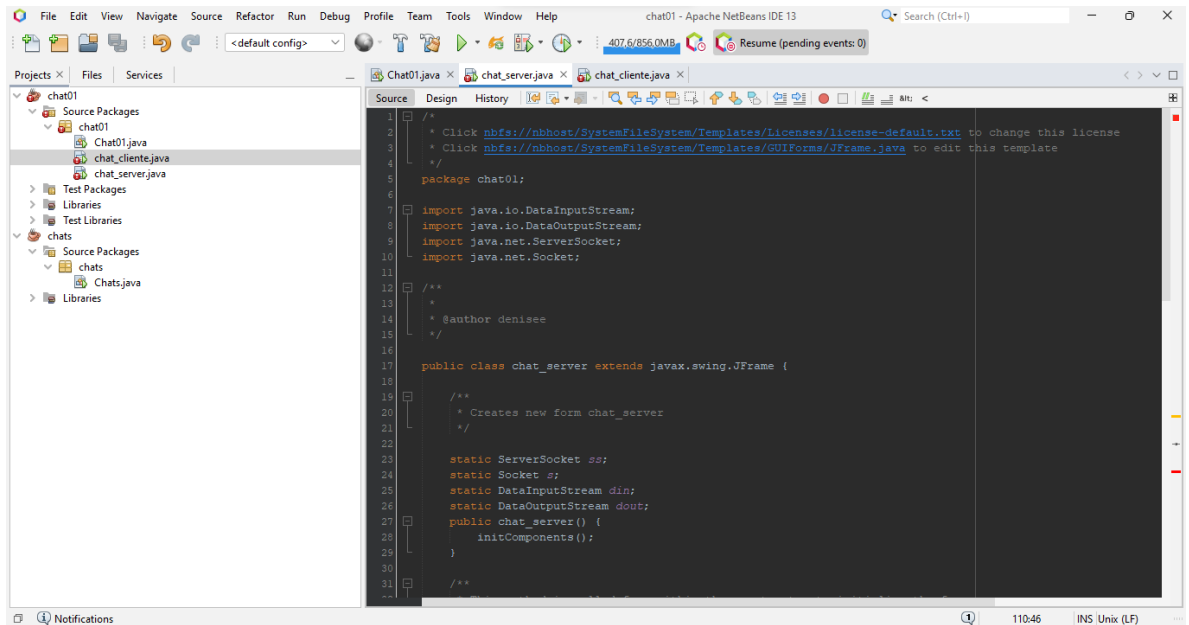 File Edit View Navigate Source Refactor Run Debug Profile Team Tools Window Help chat01 - Apache NetBeans IDE 13 Search (Ctrl+I)
<default config> 407,6/856,0MB Resume (pending events: 0)
Projects Files Services
chat01
Source Packages
chat01
Chat01.java
chat_cliente.java
chat_server.java
Test Packages
Libraries
Test Libraries
chats
Source Packages
chats
Chats.java
Libraries
Chat01.java chat_server.java chat_cliente.java
Source Design History &lt; <
1 /*
2 * Click nbfs://nbhost/SystemFileSystem/Templates/Licenses/license-default.txt to change this license
3 * Click nbfs://nbhost/SystemFileSystem/Templates/GUIForms/JFrame.java to edit this template
4 */
5 package chat01;
6
7 import java.io.DataInputStream;
8 import java.io.DataOutputStream;
9 import java.net.ServerSocket;
10 import java.net.Socket;
11
12 /**
13 *
14 * @author denisee
15 */
16
17 public class chat_server extends javax.swing.JFrame {
18
19 /**
20 * Creates new form chat_server
21 */
22
23 static ServerSocket ss;
24 static Socket s;
25 static DataInputStream din;
26 static DataOutputStream dout;
27 public chat_server() {
28 initComponents();
29 }
30
31 /**
Notifications 1 110:46 INS Unix (LF)